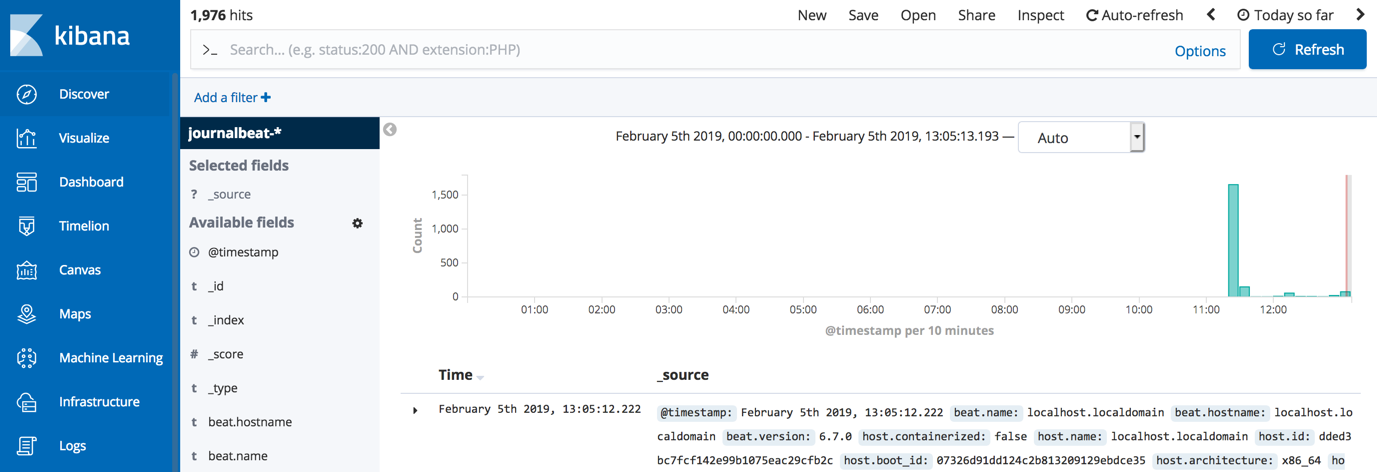 kibana
Discover
Visualize
Dashboard
Timelion
Canvas
Maps
Machine Learning
Infrastructure
Logs
1,976 hits
New Save Open Share Inspect Auto-refresh Today so far
>_ Search... (e.g. status:200 AND extension:PHP) Options Refresh
Add a filter +
journalbeat-*
Selected fields
? _source
Available fields
@timestamp
t _id
t _index
# _score
t _type
t beat.hostname
t beat.name
February 5th 2019, 00:00:00.000 - February 5th 2019, 13:05:13.193 — Auto
Count
1,500
1,000
500
0
01:00 02:00 03:00 04:00 05:00 06:00 07:00 08:00 09:00 10:00 11:00 12:00
@timestamp per 10 minutes
Time _source
February 5th 2019, 13:05:12.222 @timestamp: February 5th 2019, 13:05:12.222 beat.name: localhost.localdomain beat.hostname: localhost.lo
caldomain beat.version: 6.7.0 host.containerized: false host.name: localhost.localdomain host.id: dded3
bc7fcf142e99b1075eac29cfb2c host.boot_id: 07326d91dd124c2b813209129ebdce35 host.architecture: x86_64 ho